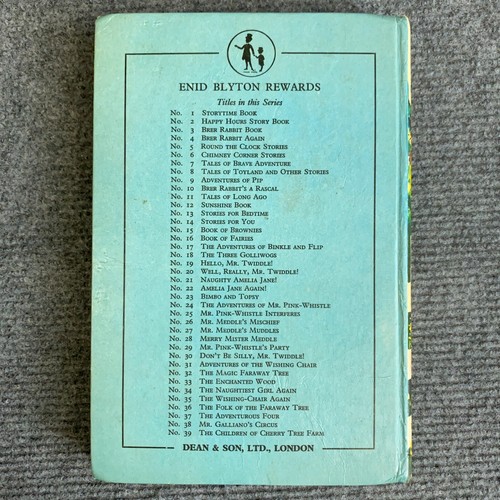 ENID BLYTON REWARDS
Titles in this Series
No. 1 STORYTIME BOOK
No. 2 HAPPY HOURS STORY BOOK
No. 3 BRER RABBIT BOOK
No. 4 BRER RABBIT AGAIN
No. 5 ROUND THE CLOCK STORIES
No. 6 CHIMNEY CORNER STORIES
No. 7 TALES OF BRAVE ADVENTURE
No. 8 TALES OF TOYLAND AND OTHER STORIES
No. 9 ADVENTURES OF PIP
No. 10 BRER RABBIT'S A RASCAL
No. 11 TALES OF LONG AGO
No. 12 SUNSHINE BOOK
No. 13 STORIES FOR BEDTIME
No. 14 STORIES FOR YOU
No. 15 BOOK OF BROWNIES
No. 16 BOOK OF FAIRIES
No. 17 THE ADVENTURES OF BINKLE AND FLIP
No. 18 THE THREE GOLLIWOGS
No. 19 HELLO, MR. TWIDDLE!
No. 20 WELL, REALLY, MR. TWIDDLE!
No. 21 NAUGHTY AMELIA JANE!
No. 22 AMELIA JANE AGAIN!
No. 23 BIMBO AND TOPSY
No. 24 THE ADVENTURES OF MR. PINK-WHISTLE
No. 25 MR. PINK-WHISTLE INTERFERES
No. 26 MR. MEDDLE'S MISCHIEF
No. 27 MR. MEDDLE'S MUDDLES
No. 28 MERRY MISTER MEDDLE
No. 29 MR. PINK-WHISTLE'S PARTY
No. 30 DON'T BE SILLY, MR. TWIDDLE!
No. 31 ADVENTURES OF THE WISHING CHAIR
No. 32 THE MAGIC FARAWAY TREE
No. 33 THE ENCHANTED WOOD
No. 34 THE NAUGHTIEST GIRL AGAIN
No. 35 THE WISHING-CHAIR AGAIN
No. 36 THE FOLK OF THE FARAWAY TREE
No. 37 THE ADVENTUROUS FOUR
No. 38 MR. GALLIANO'S CIRCUS
No. 39 THE CHILDREN OF CHERRY TREE FARM
DEAN & SON, LTD., LONDON